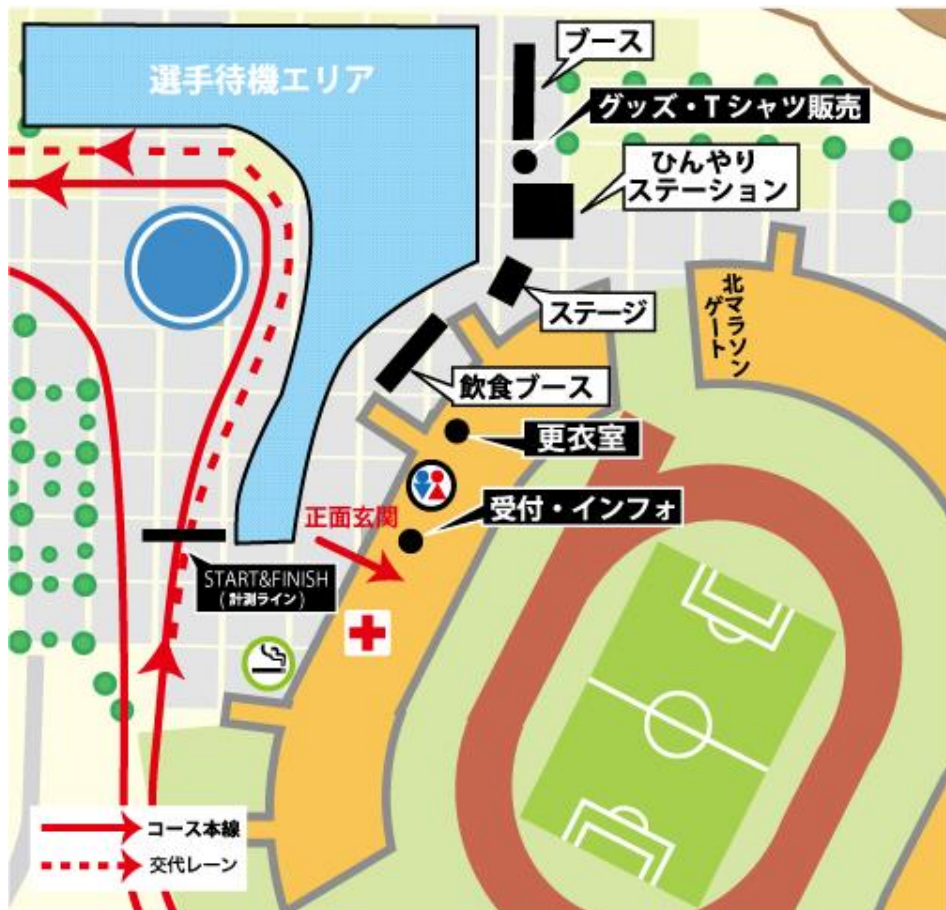 ブース
選手待機エリア
グッズ・Tシャツ販売
ひんやり
ステーション
北マラソン
ゲート
ステージ
飲食ブース
更衣室
受付・インフォ
正面玄関
START&FINISH
(計測ライン)
コース本線
交代レーン